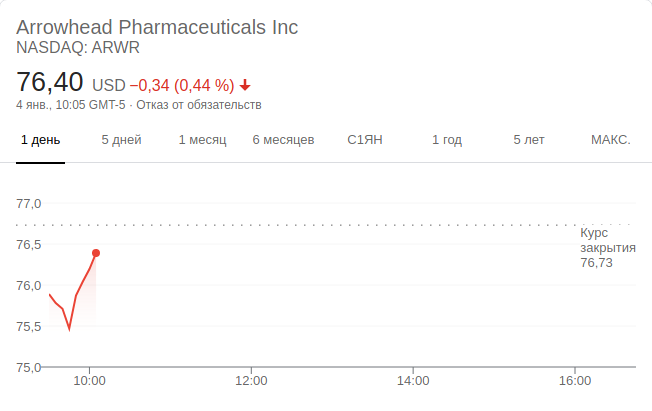 Arrowhead Pharmaceuticals Inc
NASDAQ: ARWR
76,40 USD −0,34 (0,44 %)
4 янв., 10:05 GMT-5 · Отказ от обязательств
1 день 5 дней 1 месяц 6 месяцев С1ЯН 1 год 5 лет МАКС.
77,0
Курс
76,5
закрытия
76,73
76,0
75,5
75,0
10:00 12:00 14:00 16:00